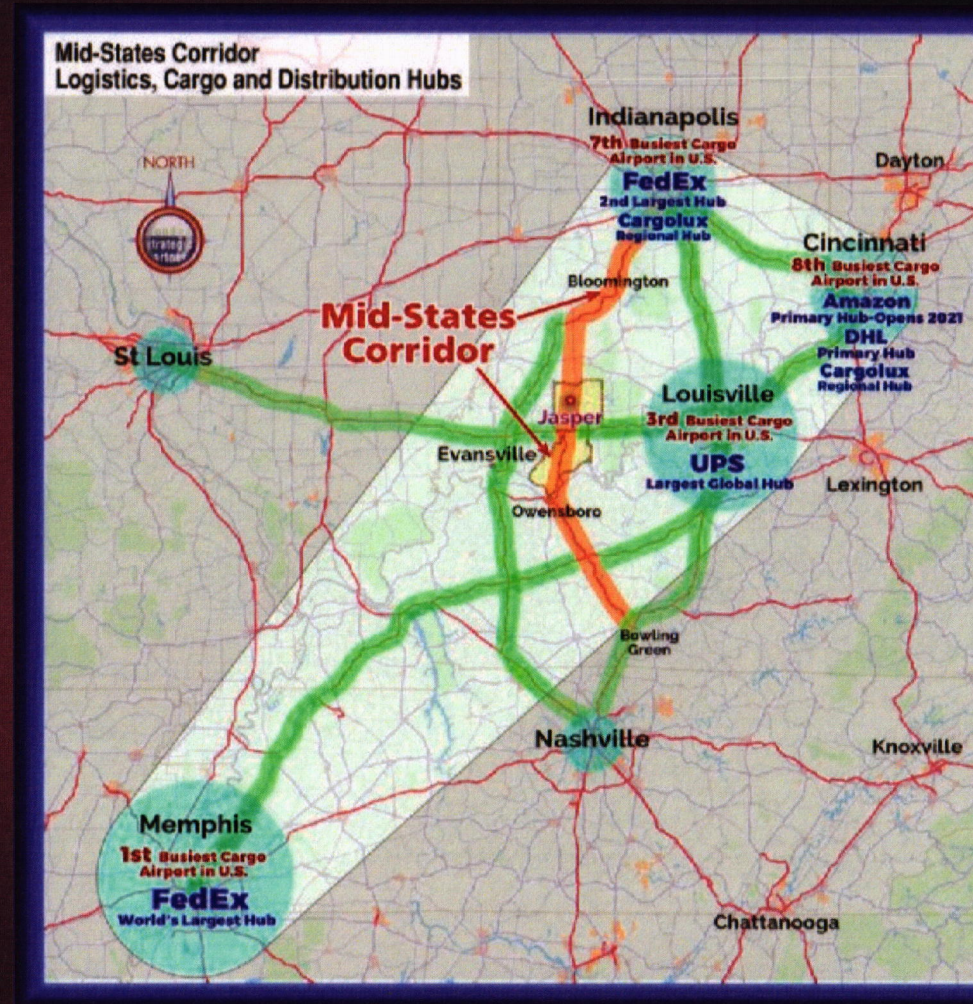 Mid-States Corridor
Logistics, Cargo and Distribution Hubs
NORTH
Indianapolis
7th Busiest Cargo
Airport in U.S.
FedEx
2nd Largest Hub
Cargolux
Regional Hub
Dayton
Cincinnati
8th Busiest Cargo
Airport in U.S.
Amazon
Primary Hub-Opens 2021
DHL
Primary Hub
Cargolux
Regional Hub
Bloomington
Mid-States
Corridor
St Louis
Louisville
3rd Busiest Cargo
Airport in U.S.
UPS
Largest Global Hub
Jasper
Evansville
Lexington
Owensboro
Bowling
Green
Nashville
Knoxville
Memphis
1st Busiest Cargo
Airport in U.S.
FedEx
World's Largest Hub
Chattanooga